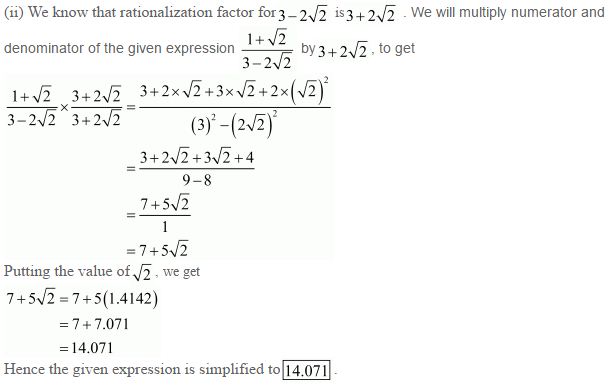 (ii) We know that rationalization factor for 3 – 2√2 is 3 + 2√2 . We will multiply numerator and
denominator of the given expression (1 + √2)/(3 – 2√2) by 3 + 2√2 , to get
(1 + √2)/(3 – 2√2) × (3 + 2√2)/(3 + 2√2) = (3 + 2 × √2 + 3 × √2 + 2 × (√2)²)/((3)² – (2√2)²)
= (3 + 2√2 + 3√2 + 4)/(9 – 8)
= (7 + 5√2)/1
= 7 + 5√2
Putting the value of √2 , we get
7 + 5√2 = 7 + 5(1.4142)
= 7 + 7.071
= 14.071
Hence the given expression is simplified to 14.071 .